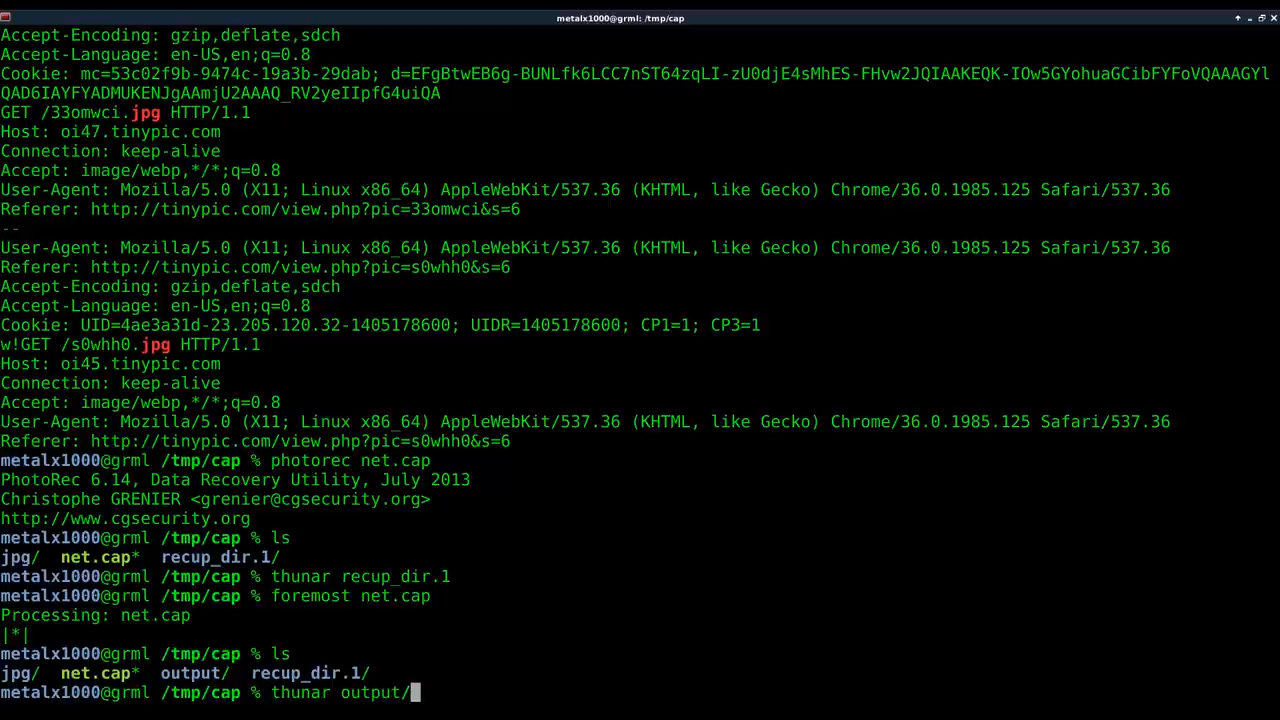 metalx1000@grml: /tmp/cap
Accept-Encoding: gzip,deflate,sdch
Accept-Language: en-US,en;q=0.8
Cookie: mc=53c02f9b-9474c-19a3b-29dab; d=EFgBtwEB6g-BUNLfk6LCC7nST64zqLI-zU0djE4sMhES-FHvw2JQIAAKEQK-IOw5GYohuaGCibFYFoVQAAAGYl
QAD6IAYFYADMUKENJgAAmjU2AAAQ_RV2yeIIpfG4uiQA
GET /33omwci.jpg HTTP/1.1
Host: oi47.tinypic.com
Connection: keep-alive
Accept: image/webp,*/*;q=0.8
User-Agent: Mozilla/5.0 (X11; Linux x86_64) AppleWebKit/537.36 (KHTML, like Gecko) Chrome/36.0.1985.125 Safari/537.36
Referer: http://tinypic.com/view.php?pic=33omwci&s=6
--
User-Agent: Mozilla/5.0 (X11; Linux x86_64) AppleWebKit/537.36 (KHTML, like Gecko) Chrome/36.0.1985.125 Safari/537.36
Referer: http://tinypic.com/view.php?pic=s0whh0&s=6
Accept-Encoding: gzip,deflate,sdch
Accept-Language: en-US,en;q=0.8
Cookie: UID=4ae3a31d-23.205.120.32-1405178600; UIDR=1405178600; CP1=1; CP3=1
w!GET /s0whh0.jpg HTTP/1.1
Host: oi45.tinypic.com
Connection: keep-alive
Accept: image/webp,*/*;q=0.8
User-Agent: Mozilla/5.0 (X11; Linux x86_64) AppleWebKit/537.36 (KHTML, like Gecko) Chrome/36.0.1985.125 Safari/537.36
Referer: http://tinypic.com/view.php?pic=s0whh0&s=6
metalx1000@grml /tmp/cap % photorec net.cap
PhotoRec 6.14, Data Recovery Utility, July 2013
Christophe GRENIER <grenier@cgsecurity.org>
http://www.cgsecurity.org
metalx1000@grml /tmp/cap % ls
jpg/  net.cap*  recup_dir.1/
metalx1000@grml /tmp/cap % thunar recup_dir.1
metalx1000@grml /tmp/cap % foremost net.cap
Processing: net.cap
|*|
metalx1000@grml /tmp/cap % ls
jpg/  net.cap*  output/  recup_dir.1/
metalx1000@grml /tmp/cap % thunar output/